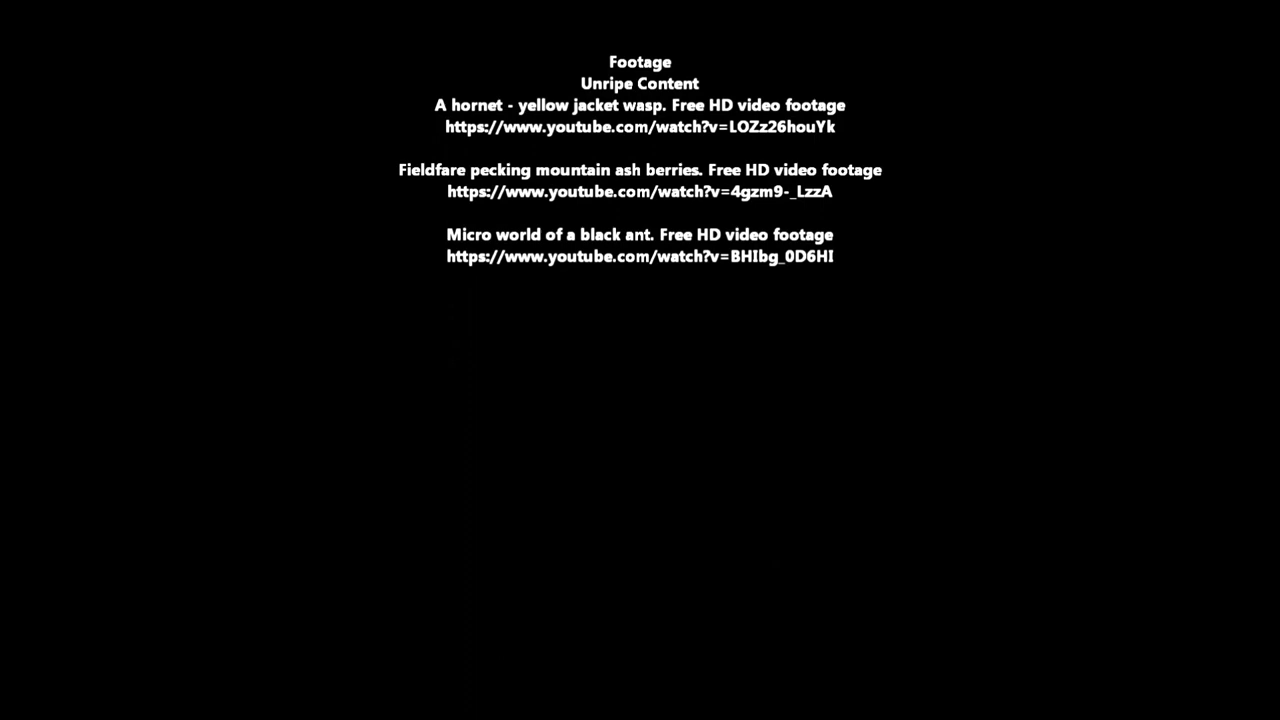 Footage
Unripe Content
A hornet - yellow jacket wasp. Free HD video footage
https://www.youtube.com/watch?v=LOZz26houYk
Fieldfare pecking mountain ash berries. Free HD video footage
https://www.youtube.com/watch?v=4gzm9-_LzzA
Micro world of a black ant. Free HD video footage
https://www.youtube.com/watch?v=BHIbg_0D6HI